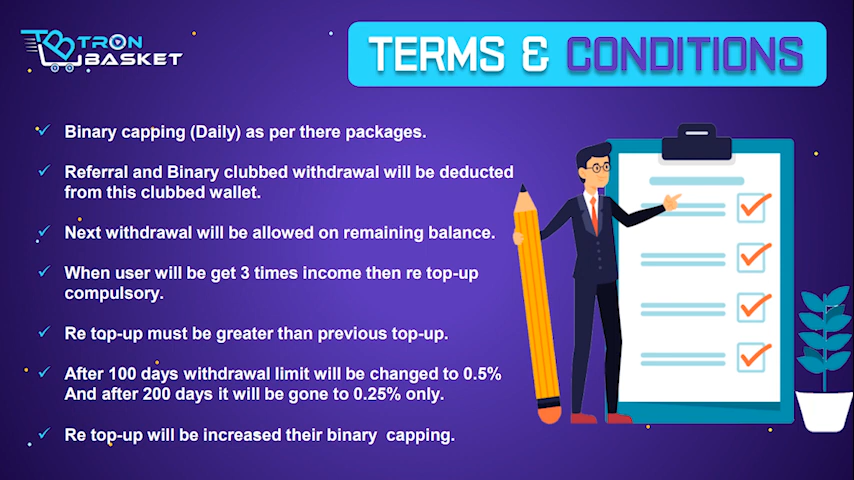 TRON
BASKET
TERMS & CONDITIONS
Binary capping (Daily) as per there packages.
Referral and Binary clubbed withdrawal will be deducted
from this clubbed wallet.
Next withdrawal will be allowed on remaining balance.
When user will be get 3 times income then re top-up
compulsory.
Re top-up must be greater than previous top-up.
After 100 days withdrawal limit will be changed to 0.5%
And after 200 days it will be gone to 0.25% only.
Re top-up will be increased their binary  capping.